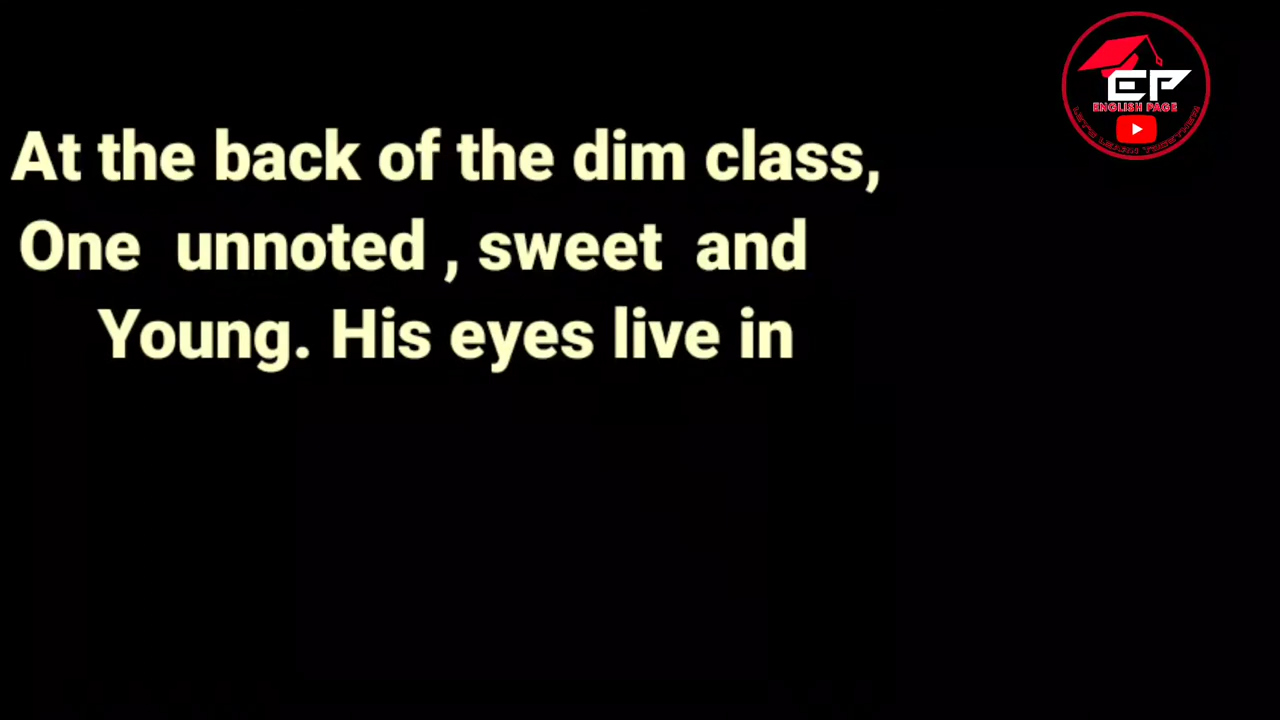 At the back of the dim class,
One unnoted , sweet and
Young. His eyes live in
EP
ENGLISH PAGE